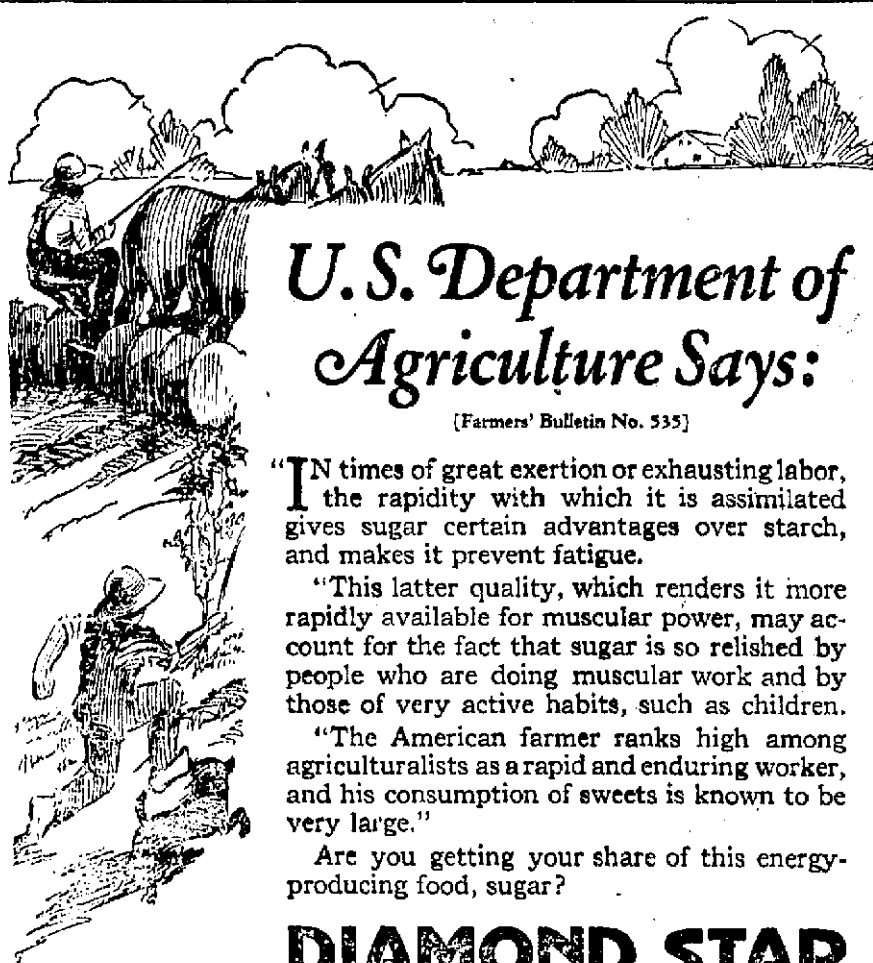 U.S. Department of
Agriculture Says:
[Farmers' Bulletin No. 535]
"IN times of great exertion or exhausting labor,
the rapidity with which it is assimilated
gives sugar certain advantages over starch,
and makes it prevent fatigue.
"This latter quality, which renders it more
rapidly available for muscular power, may ac-
count for the fact that sugar is so relished by
people who are doing muscular work and by
those of very active habits, such as children.
"The American farmer ranks high among
agriculturalists as a rapid and enduring worker,
and his consumption of sweets is known to be
very large."
Are you getting your share of this energy-
producing food, sugar?
DIAMOND STAR